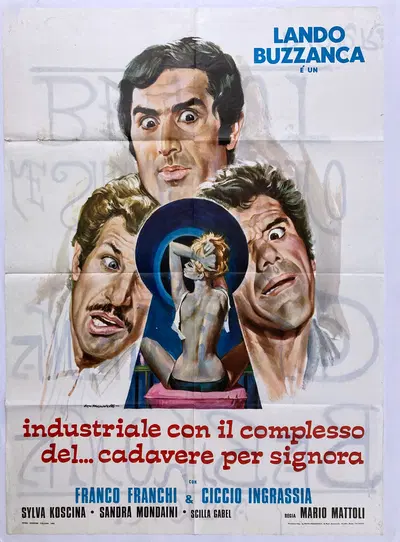 LANDO
BUZZANCA
È UN
industriale con il complesso
del... cadavere per signora
con
FRANCO FRANCHI & CICCIO INGRASSIA
SYLVA KOSCINA • SANDRA MONDAINI • SCILLA GABEL
REGIA MARIO MATTOLI